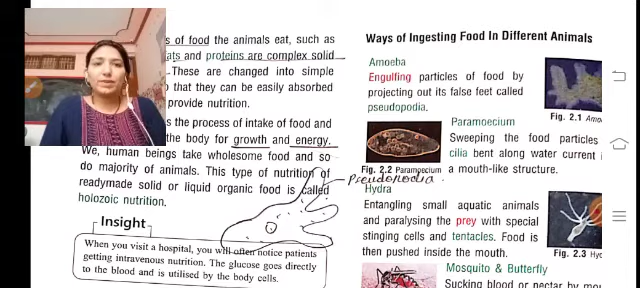 s of food the animals eat, such as
ats and proteins are complex solid
These are changed into simple
that they can be easily absorbed
provide nutrition.
s the process of intake of food and
the body for growth and energy.
We, human beings take wholesome food and so
do majority of animals. This type of nutrition of
readymade solid or liquid organic food is called
holozoic nutrition.
Insight
When you visit a hospital, you will often notice patients
getting intravenous nutrition. The glucose goes directly
to the blood and is utilised by the body cells.
Ways of Ingesting Food In Different Animals
Amoeba
Engulfing particles of food by
projecting out its false feet called
pseudopodia.
Fig. 2.1 Amo
Paramoecium
Sweeping the food particles
cilia bent along water current i
a mouth-like structure.
Fig. 2.2 Paramoecium
Pseudopodia.
Hydra
Entangling small aquatic animals
and paralysing the prey with special
stinging cells and tentacles. Food is
then pushed inside the mouth.
Fig. 2.3 Hyd
Mosquito & Butterfly
Sucking blood or nectar by mou